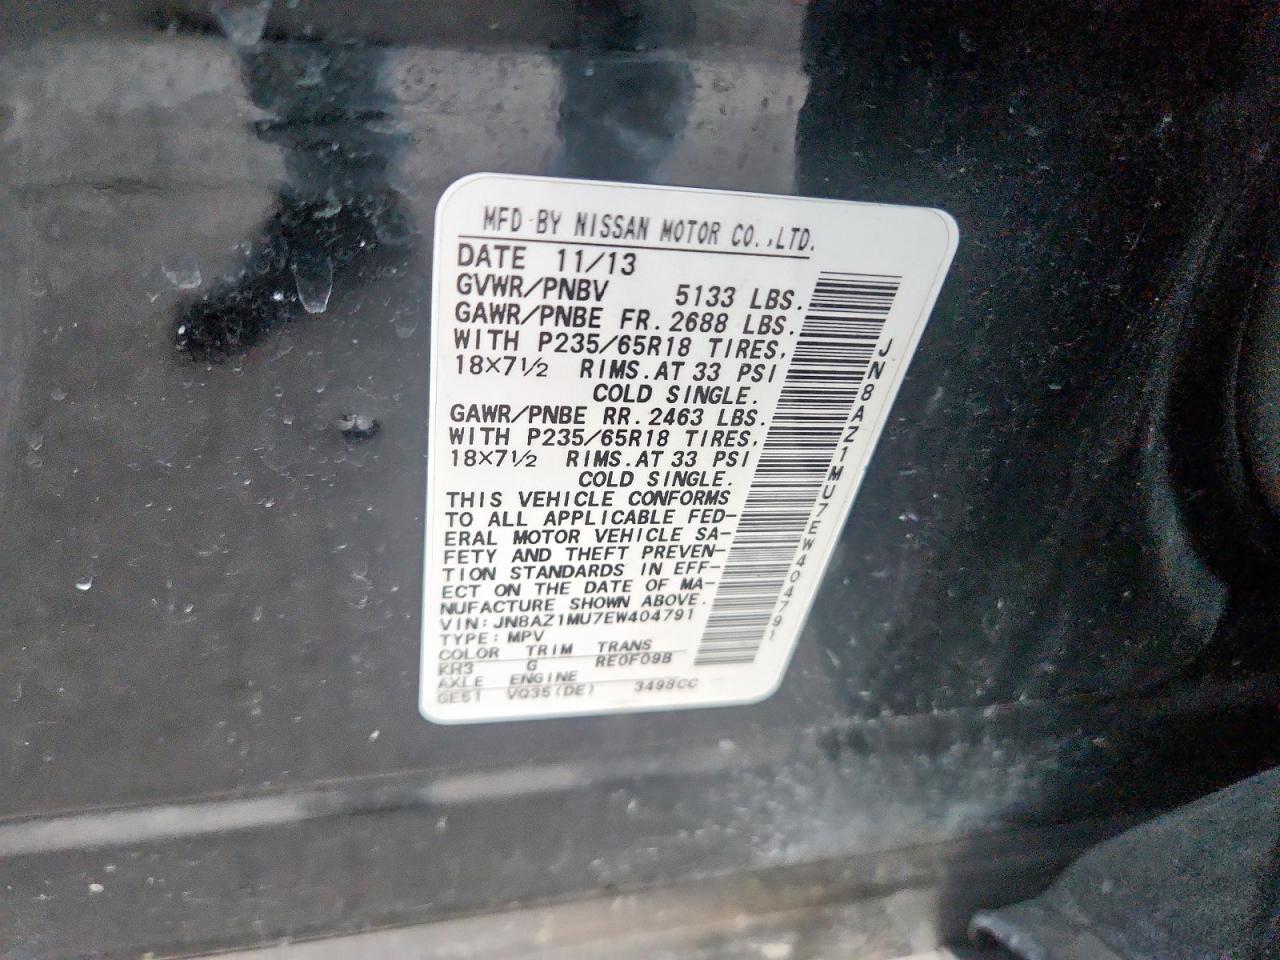 MFD BY NISSAN MOTOR CO.,LTD.
DATE 11/13
GVWR/PNBV 5133 LBS.
GAWR/PNBE FR. 2688 LBS.
WITH P235/65R18 TIRES,
18×7½ RIMS. AT 33 PSI
COLD SINGLE.
GAWR/PNBE RR. 2463 LBS.
WITH P235/65R18 TIRES,
18×7½ RIMS. AT 33 PSI
COLD SINGLE.
THIS VEHICLE CONFORMS
TO ALL APPLICABLE FED-
ERAL MOTOR VEHICLE SA-
FETY AND THEFT PREVEN-
TION STANDARDS IN EFF-
ECT ON THE DATE OF MA-
NUFACTURE SHOWN ABOVE.
VIN: JN8AZ1MU7EW404791
TYPE: MPV
COLOR TRIM TRANS
KR3 G RE0F09B
AXLE ENGINE
GE51 VQ35(DE) 3498CC
JN8AZ1MU7EW404791